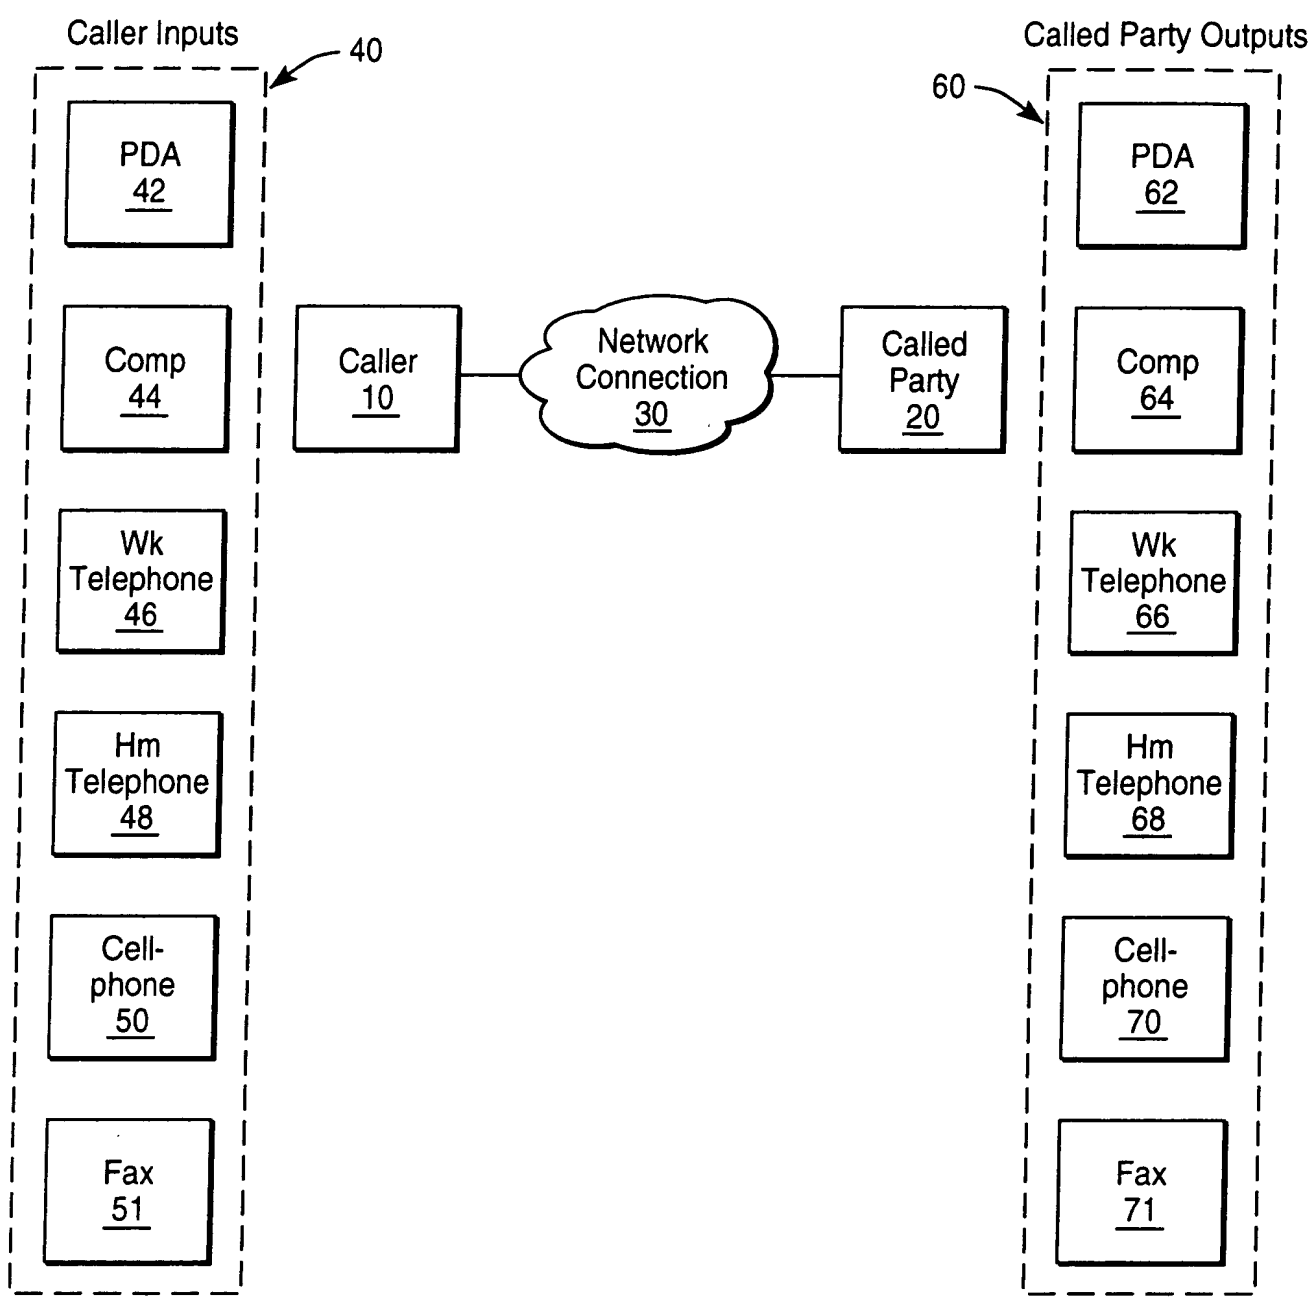 Caller Inputs
40
PDA
42
Comp
44
Wk
Telephone
46
Hm
Telephone
48
Cell-
phone
50
Fax
51
Caller
10
Network
Connection
30
Called
Party
20
Called Party Outputs
60
PDA
62
Comp
64
Wk
Telephone
66
Hm
Telephone
68
Cell-
phone
70
Fax
71